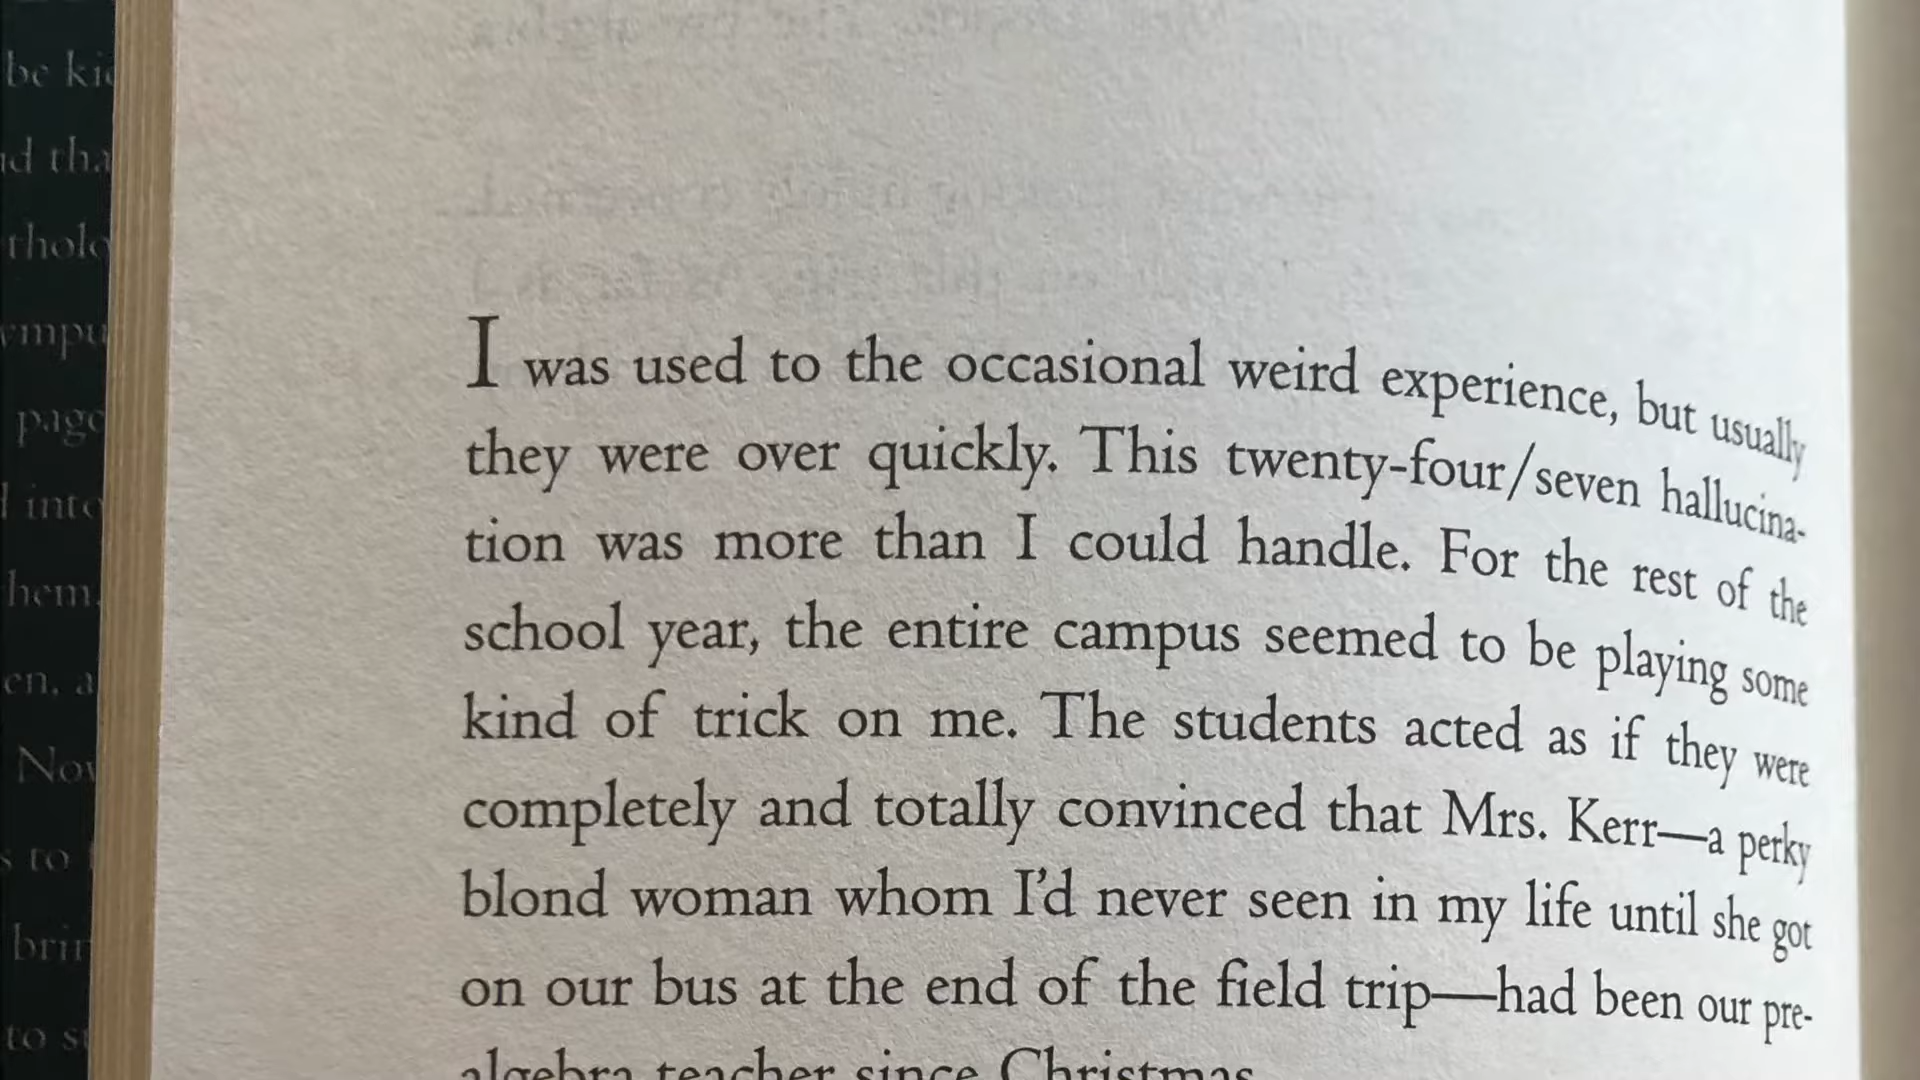 I was used to the occasional weird experience, but usually
they were over quickly. This twenty-four/seven hallucina-
tion was more than I could handle. For the rest of the
school year, the entire campus seemed to be playing some
kind of trick on me. The students acted as if they were
completely and totally convinced that Mrs. Kerr—a perky
blond woman whom I'd never seen in my life until she got
on our bus at the end of the field trip—had been our pre-
algebra teacher since Christmas.